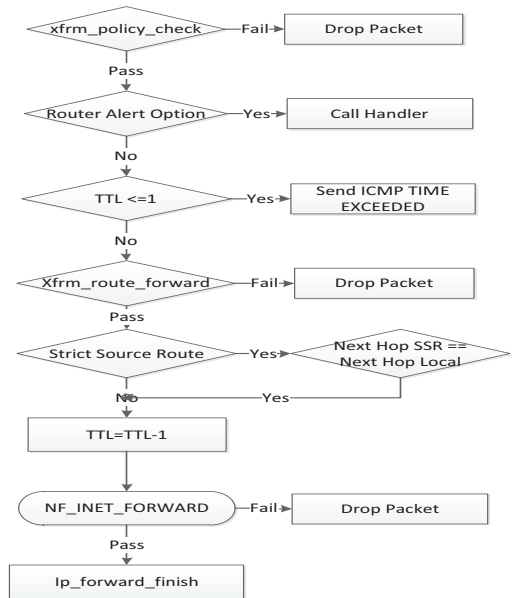 xfrm_policy_check
Fail
Drop Packet
Pass
Router Alert Option
Yes
Call Handler
No
TTL <=1
Yes
Send ICMP TIME
EXCEEDED
No
Xfrm_route_forward
Fail
Drop Packet
Pass
Strict Source Route
Yes
Next Hop SSR ==
Next Hop Local
No
Yes
TTL=TTL-1
NF_INET_FORWARD
Fail
Drop Packet
Pass
Ip_forward_finish